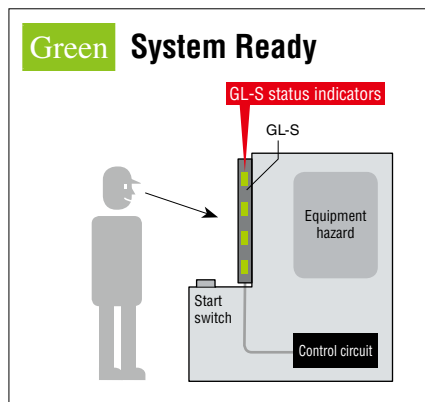 Green System Ready
GL-S status indicators
GL-S
Equipment
hazard
Start
switch
Control circuit